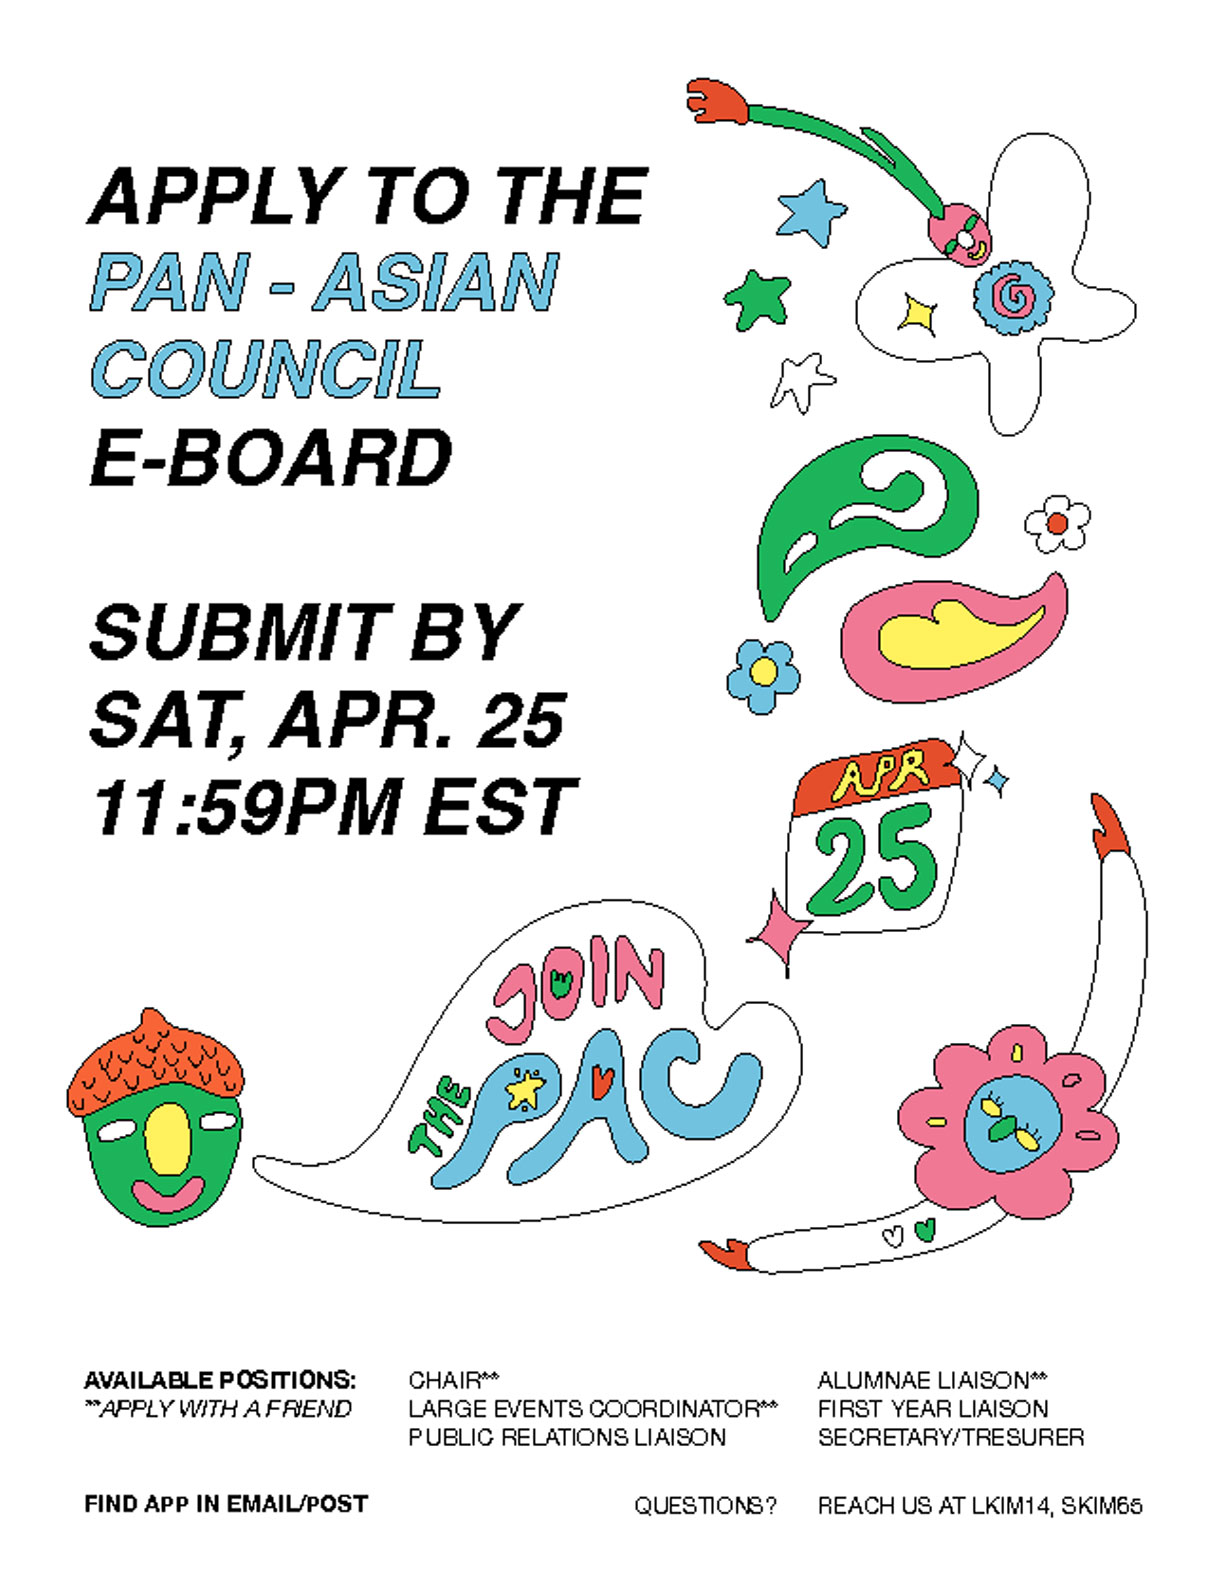 APPLY TO THE
PAN - ASIAN
COUNCIL
E-BOARD
SUBMIT BY
SAT, APR. 25
11:59PM EST
APR
25
JOIN
THE PAC
AVAILABLE POSITIONS:
**APPLY WITH A FRIEND
CHAIR**
LARGE EVENTS COORDINATOR**
PUBLIC RELATIONS LIAISON
ALUMNAE LIAISON**
FIRST YEAR LIAISON
SECRETARY/TRESURER
FIND APP IN EMAIL/POST
QUESTIONS?
REACH US AT LKIM14, SKIM65